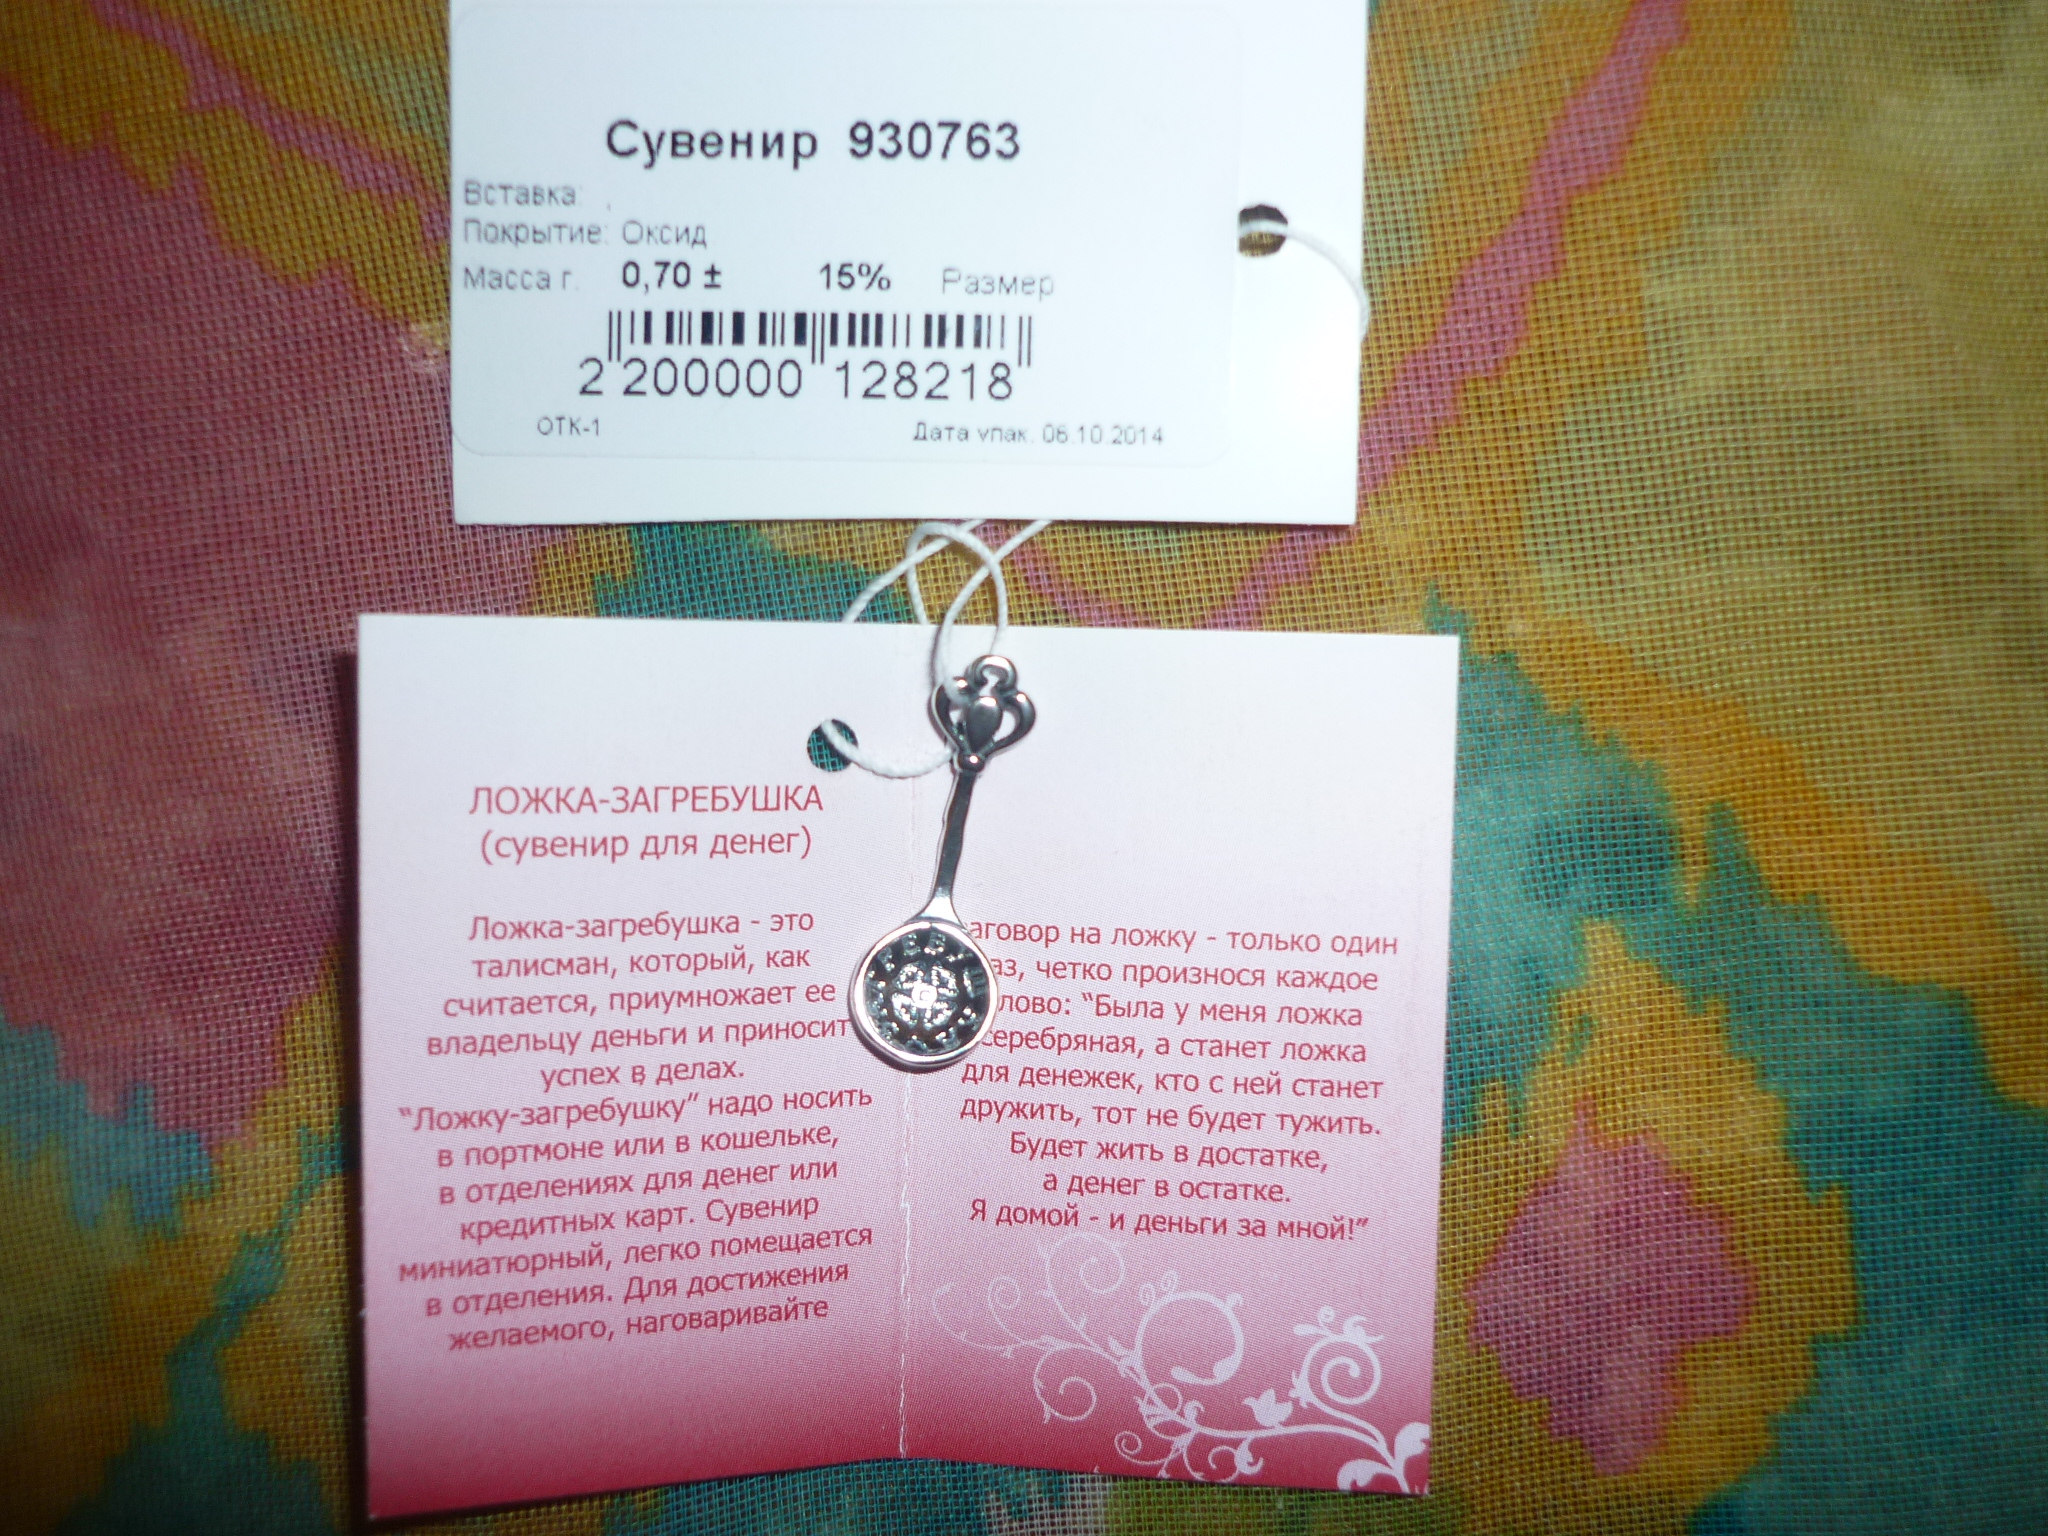 Сувенир 930763
Вставка: ,
Покрытие: Оксид
Масса г. 0,70 ± 15% Размер
2 200000 128218
ОТК-1 Дата упак. 06.10.2014
ЛОЖКА-ЗАГРЕБУШКА
(сувенир для денег)
Ложка-загребушка - это
талисман, который, как
считается, приумножает ее
владельцу деньги и приносит
успех в делах.
“Ложку-загребушку” надо носить
в портмоне или в кошельке,
в отделениях для денег или
кредитных карт. Сувенир
миниатюрный, легко помещается
в отделения. Для достижения
желаемого, наговаривайте
аговор на ложку - только один
аз, четко произнося каждое
лово: “Была у меня ложка
серебряная, а станет ложка
для денежек, кто с ней станет
дружить, тот не будет тужить.
Будет жить в достатке,
а денег в остатке.
Я домой - и деньги за мной!”